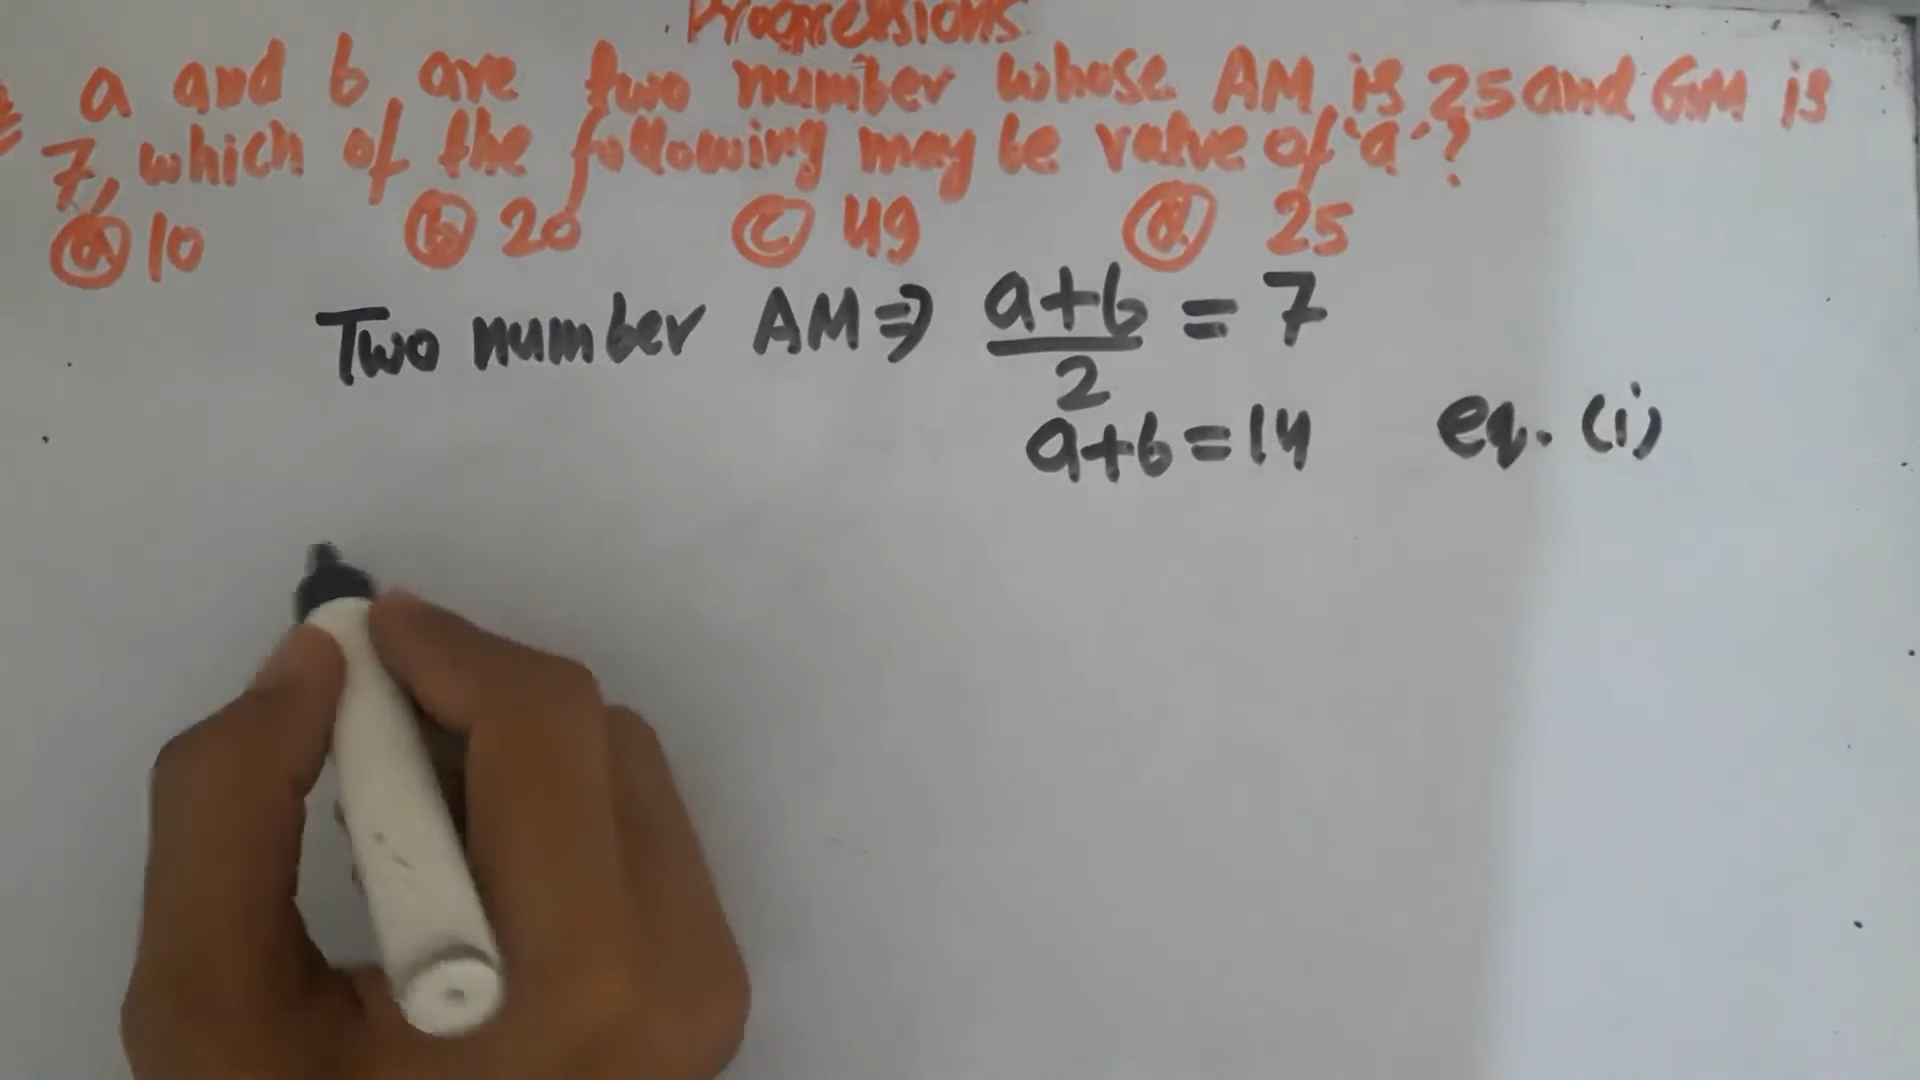 Progressions
a and b are two number whose AM is 25 and GM is
7, which of the following may be value of 'a'?
(a) 10 (b) 20 (c) 49 (d) 25
Two number AM ⇒ a+b/2 = 7
a+b=14 eq. (i)